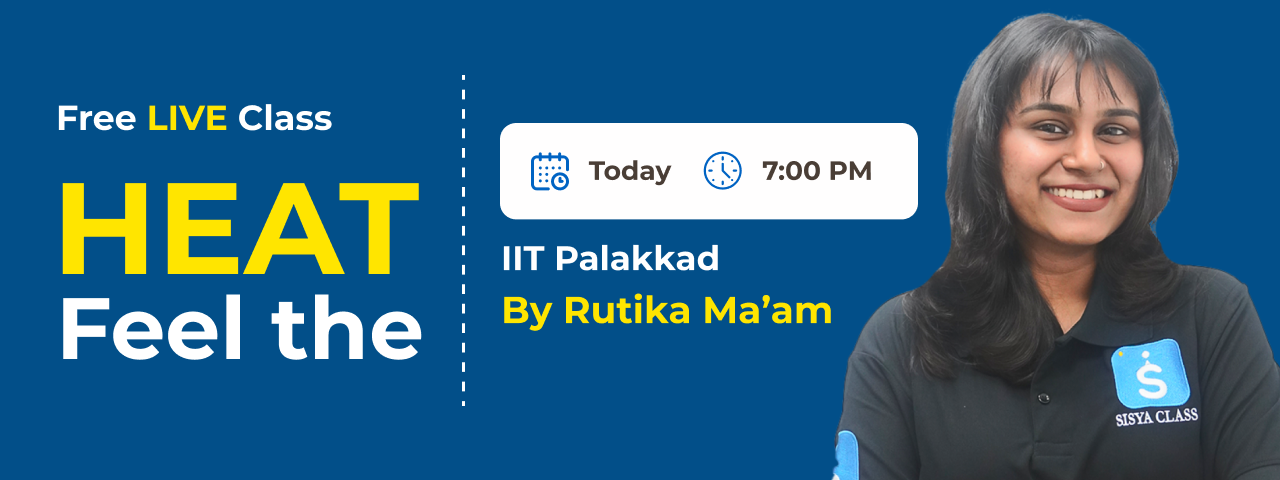 Free LIVE Class
HEAT
Feel the
Today
7:00 PM
IIT Palakkad
By Rutika Ma’am
S
SISYA CLASS